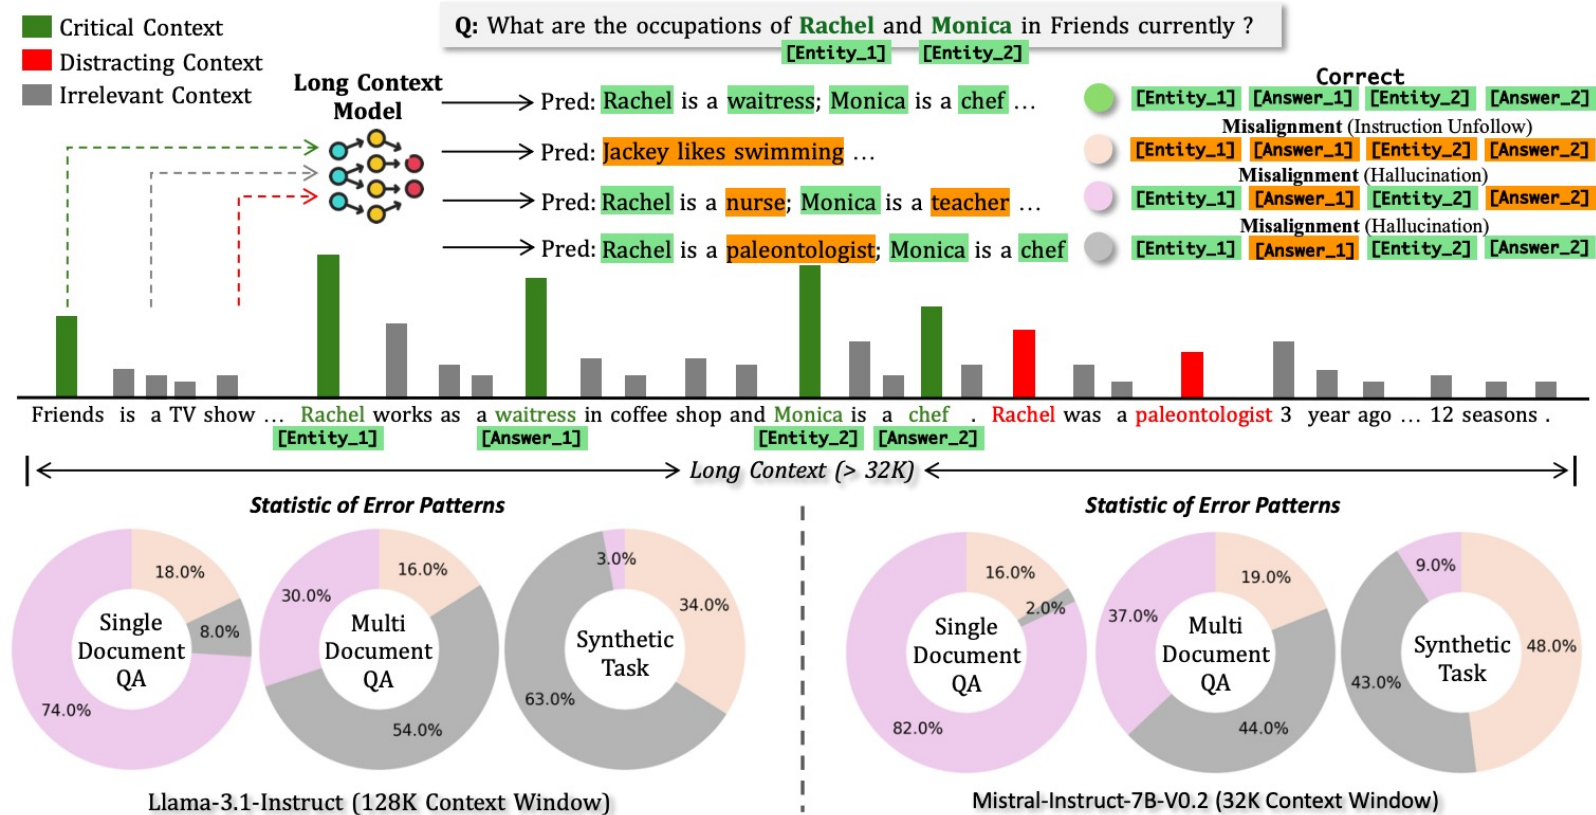 Critical Context
Distracting Context
Irrelevant Context
Q: What are the occupations of Rachel and Monica in Friends currently ?
[Entity_1] [Entity_2]
Long Context
Model
Pred: Rachel is a waitress; Monica is a chef ...
Pred: Jackey likes swimming ...
Pred: Rachel is a nurse; Monica is a teacher ...
Pred: Rachel is a paleontologist; Monica is a chef
Correct
[Entity_1] [Answer_1] [Entity_2] [Answer_2]
Misalignment (Instruction Unfollow)
[Entity_1] [Answer_1] [Entity_2] [Answer_2]
Misalignment (Hallucination)
[Entity_1] [Answer_1] [Entity_2] [Answer_2]
Misalignment (Hallucination)
[Entity_1] [Answer_1] [Entity_2] [Answer_2]
Friends is a TV show ... Rachel works as a waitress in coffee shop and Monica is a chef . Rachel was a paleontologist 3 year ago ... 12 seasons .
[Entity_1] [Answer_1] [Entity_2] [Answer_2]
Long Context (> 32K)
Statistic of Error Patterns
18.0%
8.0%
74.0%
Single
Document
QA
16.0%
30.0%
54.0%
Multi
Document
QA
3.0%
34.0%
63.0%
Synthetic
Task
Llama-3.1-Instruct (128K Context Window)
Statistic of Error Patterns
16.0%
2.0%
82.0%
Single
Document
QA
19.0%
37.0%
44.0%
Multi
Document
QA
9.0%
48.0%
43.0%
Synthetic
Task
Mistral-Instruct-7B-V0.2 (32K Context Window)